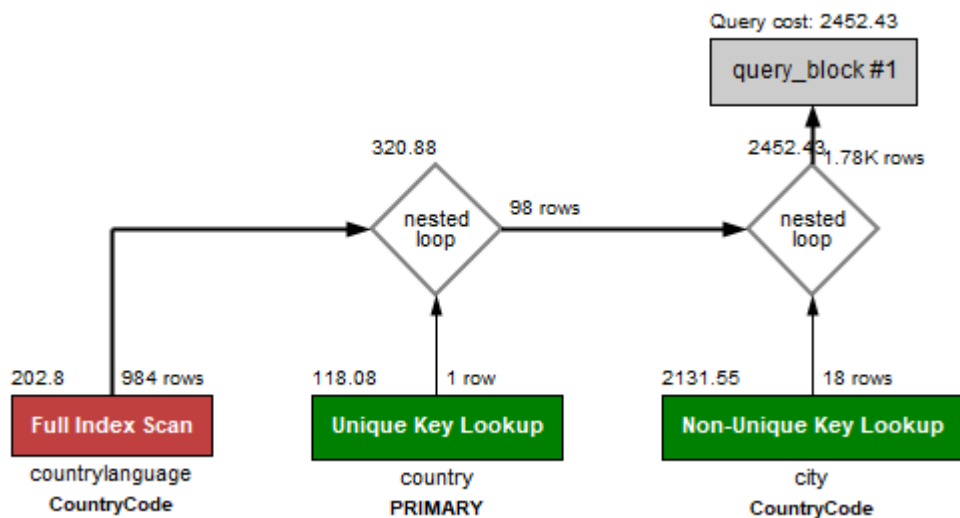 Query cost: 2452.43
query_block #1
320.88
2452.43
1.78K rows
nested
loop
98 rows
nested
loop
202.8
984 rows
118.08
1 row
2131.55
18 rows
Full Index Scan
Unique Key Lookup
Non-Unique Key Lookup
countrylanguage
country
city
CountryCode
PRIMARY
CountryCode